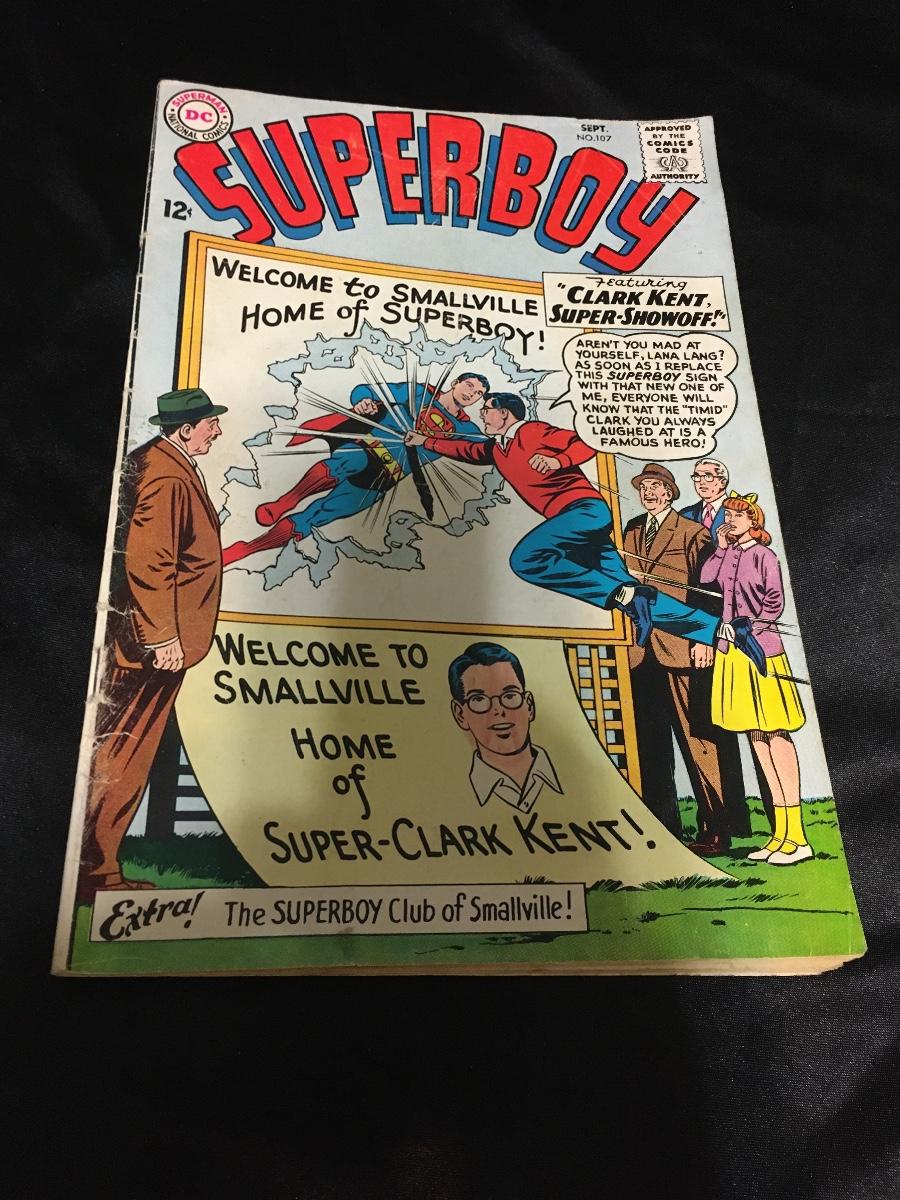 SUPERMAN
DC
NATIONAL COMICS
SUPERBOY
SEPT.
NO.107
APPROVED
BY THE
COMICS
CODE
CA
AUTHORITY
12¢
WELCOME to SMALLVILLE
HOME of SUPERBOY!
Featuring
"CLARK KENT,
SUPER-SHOWOFF!"
AREN'T YOU MAD AT
YOURSELF, LANA LANG?
AS SOON AS I REPLACE
THIS SUPERBOY SIGN
WITH THAT NEW ONE OF
ME, EVERYONE WILL
KNOW THAT THE "TIMID"
CLARK YOU ALWAYS
LAUGHED AT IS A
FAMOUS HERO!
S
WELCOME TO
SMALLVILLE
HOME
of
SUPER-CLARK KENT!
Extra! The SUPERBOY Club of Smallville!